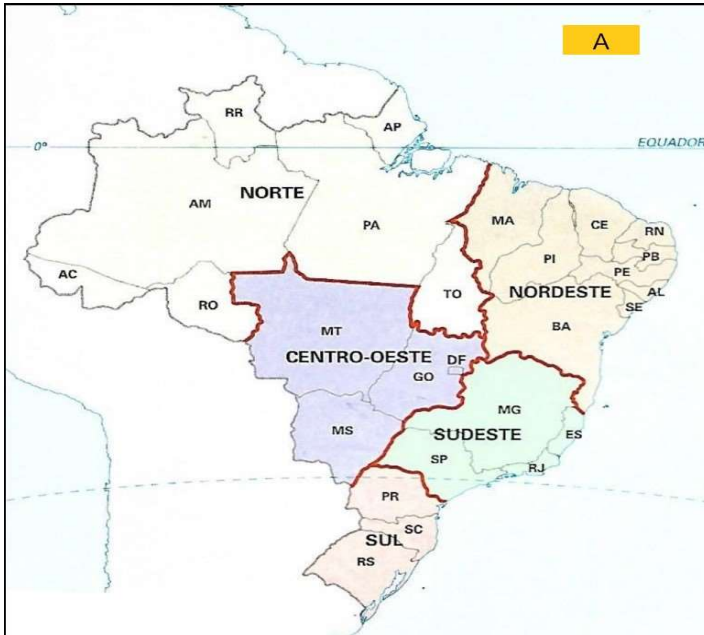 A
RR
AP
0°
EQUADOR
NORTE
AM
PA
MA
CE
RN
PI
PB
PE
AC
RO
TO
NORDESTE
AL
SE
MT
BA
CENTRO-OESTE
DF
GO
MG
MS
SUDESTE
ES
SP
RJ
PR
SC
SUL
RS